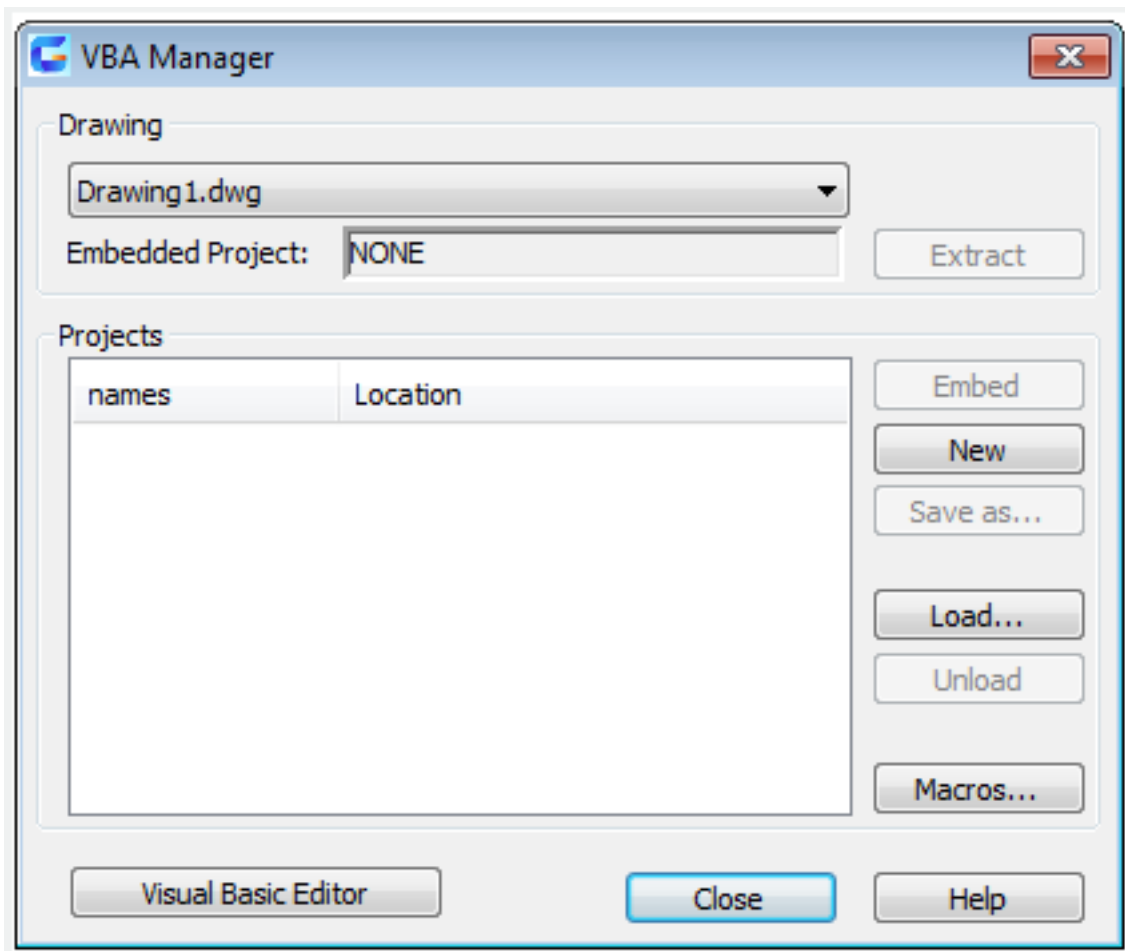 VBA Manager
Drawing
Drawing1.dwg
Embedded Project: NONE Extract
Projects
names Location
Embed
New
Save as...
Load...
Unload
Macros...
Visual Basic Editor Close Help